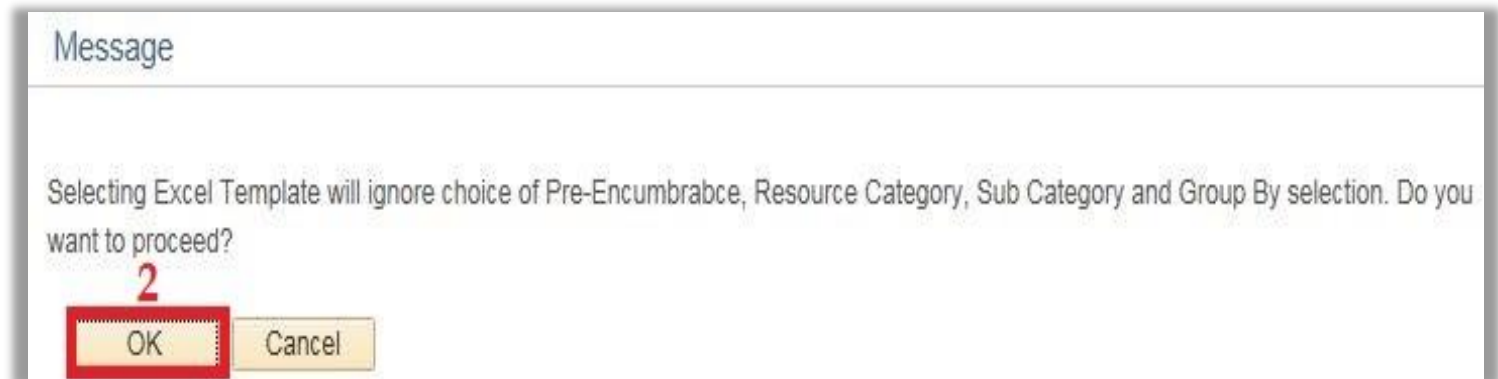 Message
Selecting Excel Template will ignore choice of Pre-Encumbrabce, Resource Category, Sub Category and Group By selection. Do you
want to proceed?
2
OK Cancel